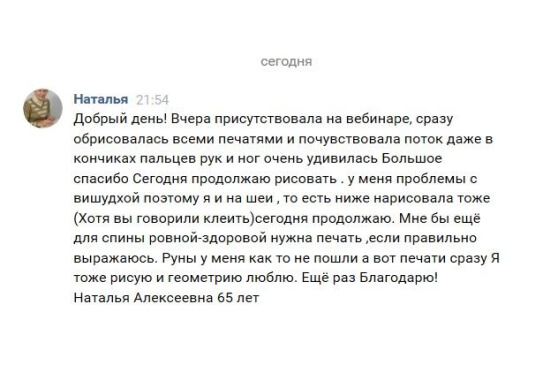 сегодня
Наталья 21:54
Добрый день! Вчера присутствовала на вебинаре, сразу
обрисовалась всеми печатями и почувствовала поток даже в
кончиках пальцев рук и ног очень удивилась Большое
спасибо Сегодня продолжаю рисовать . у меня проблемы с
вишудхой поэтому я и на шеи , то есть ниже нарисовала тоже
(Хотя вы говорили клеить)сегодня продолжаю. Мне бы ещё
для спины ровной-здоровой нужна печать ,если правильно
выражаюсь. Руны у меня как то не пошли а вот печати сразу Я
тоже рисую и геометрию люблю. Ещё раз Благодарю!
Наталья Алексеевна 65 лет